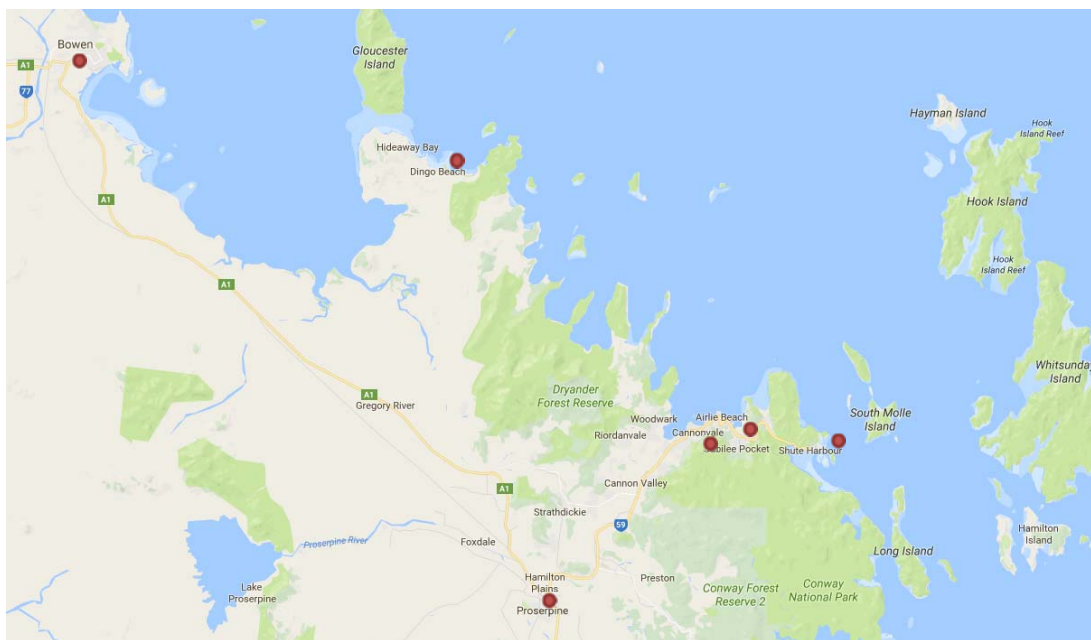 Bowen
A1
77
Gloucester
Island
Hayman Island
Hook
Island Reef
Hideaway Bay
Dingo Beach
A1
Hook Island
Hook
Island Reef
A1
Whitsunday
Island
Dryander
Forest Reserve
A1
Gregory River
Woodwark
Airlie Beach
South Molle
Island
Riordanvale
Cannonvale
Jubilee Pocket
Shute Harbour
Cannon Valley
A1
Strathdickie
59
Proserpine River
Foxdale
Long Island
Hamilton
Island
Lake
Proserpine
Hamilton
Plains
Proserpine
Preston
Conway Forest
Reserve 2
Conway
National Park